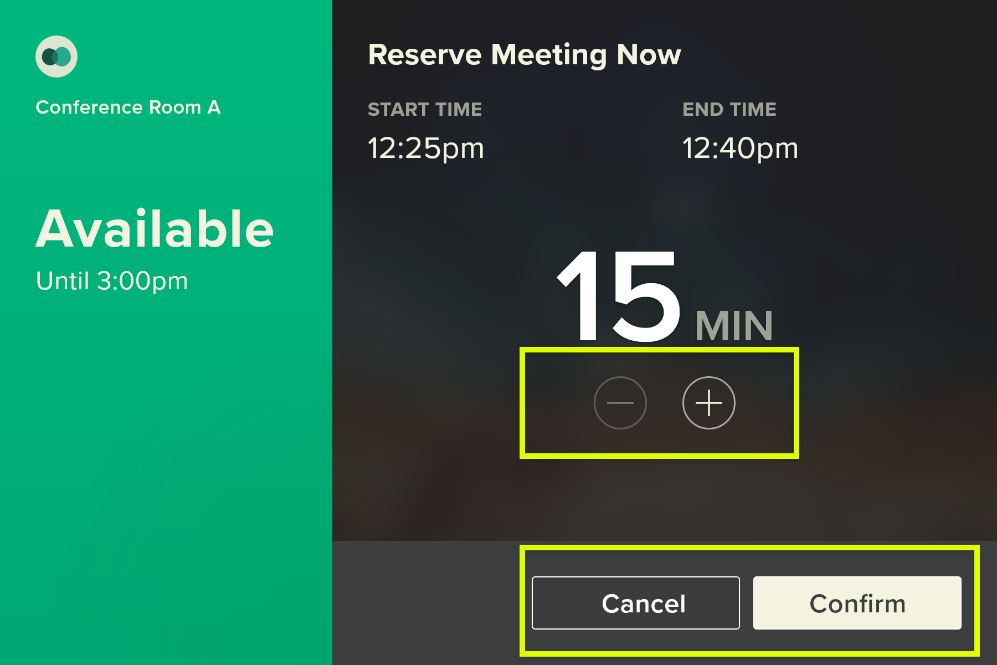 Conference Room A
Available
Until 3:00pm
Reserve Meeting Now
START TIME
12:25pm
END TIME
12:40pm
15 MIN
Cancel
Confirm